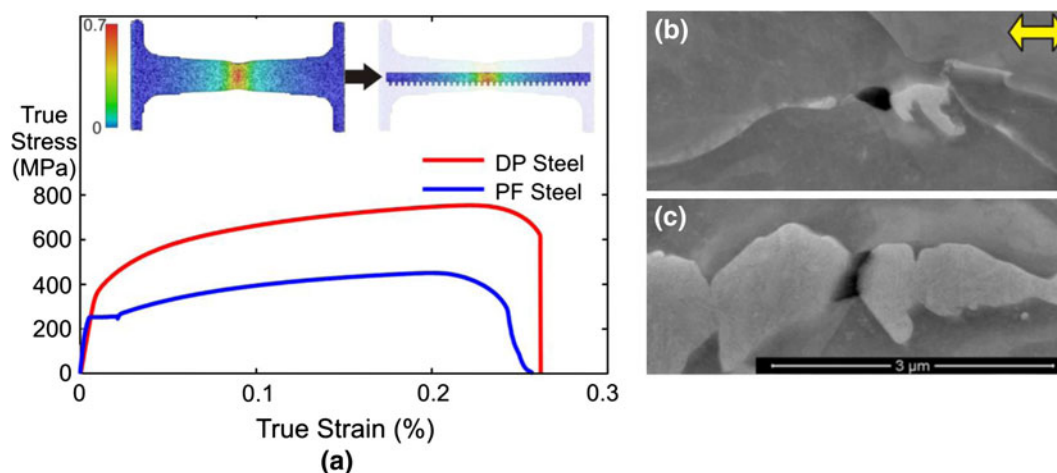 0.7
0
True
Stress
(MPa)
DP Steel
PF Steel
800
600
400
200
0
0
0.1
0.2
0.3
True Strain (%)
(a)
(b)
(c)
3 µm